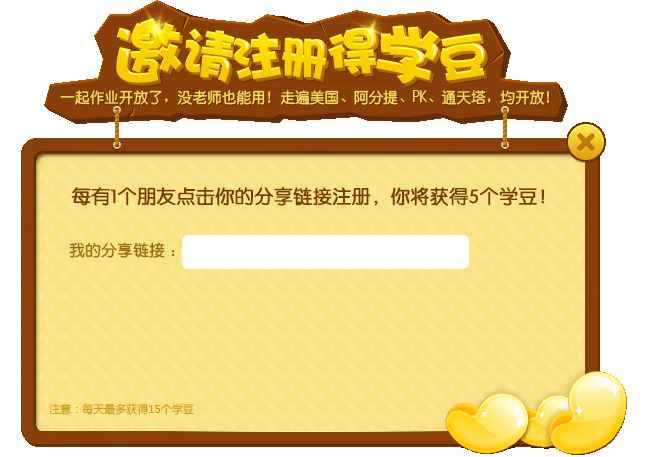 邀请注册得学豆
一起作业开放了，没老师也能用！走遍美国、阿分提、PK、通天塔，均开放！
每有1个朋友点击你的分享链接注册，你将获得5个学豆！
我的分享链接：
注意：每天最多获得15个学豆